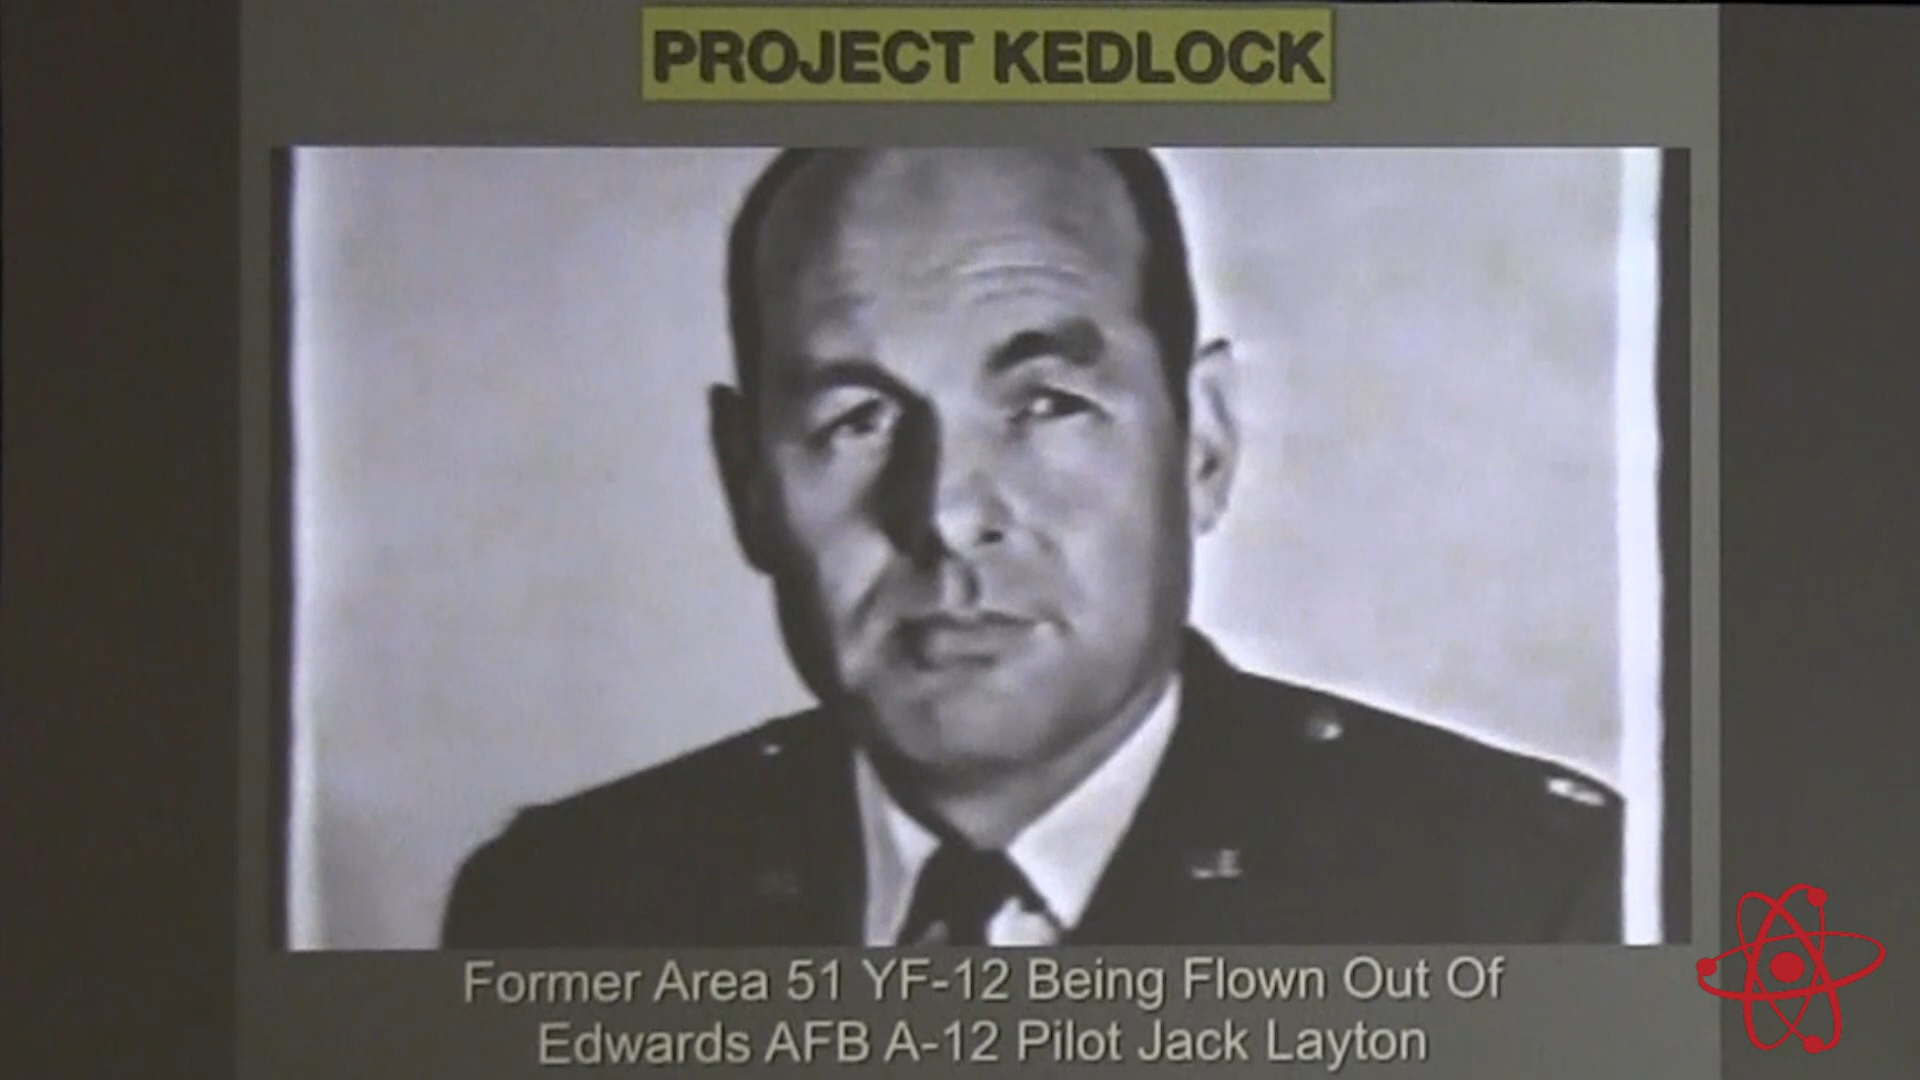 PROJECT KEDLOCK
Former Area 51 YF-12 Being Flown Out Of
Edwards AFB A-12 Pilot Jack Layton